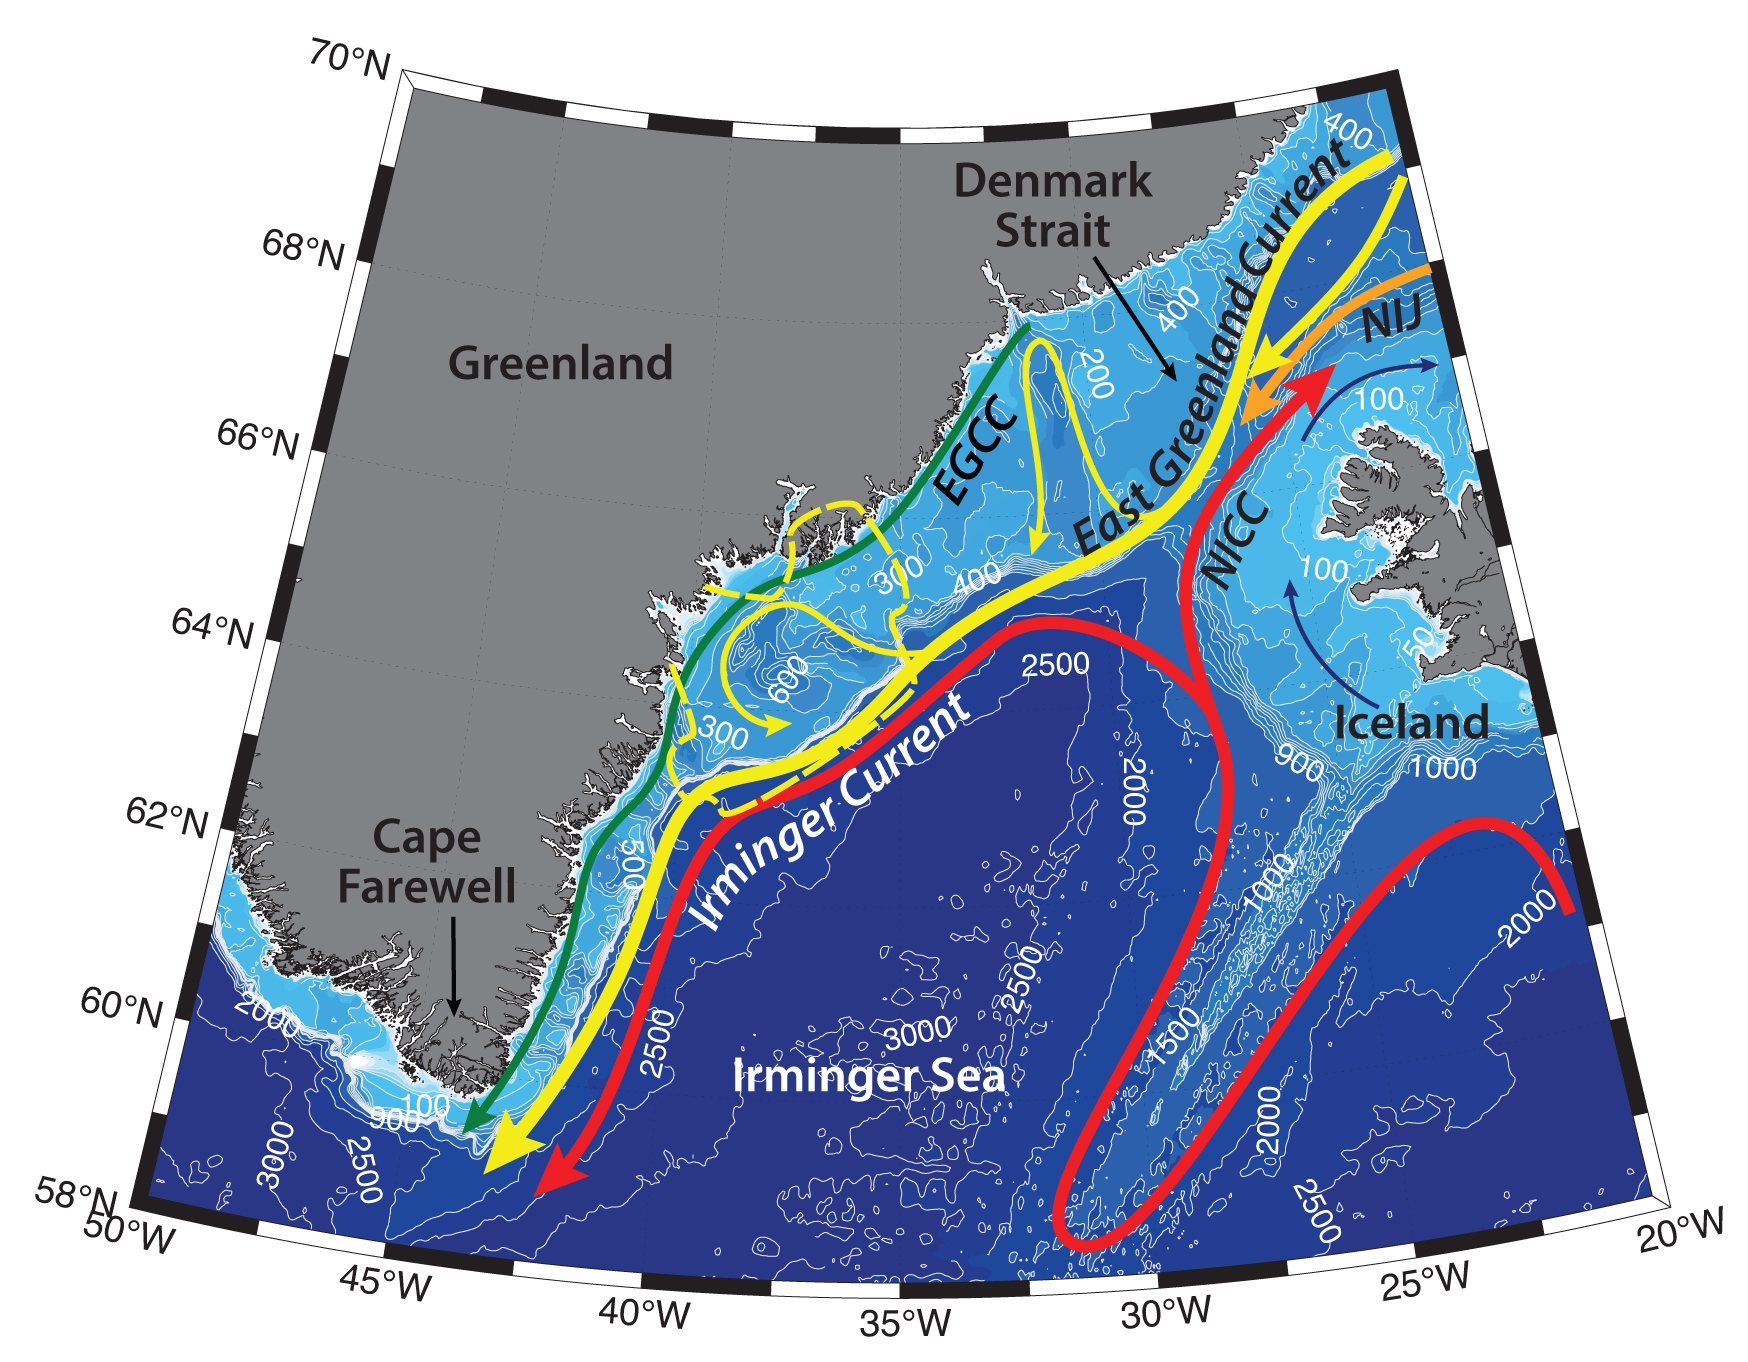 70°N
68°N
66°N
64°N
62°N
60°N
58°N
50°W
45°W
40°W
35°W
30°W
25°W
20°W
Greenland
Denmark
Strait
400
East Greenland Current
NIJ
400
200
100
EGCC
NICC
100
300
400
50
2500
600
300
Iceland
900
1000
2000
Irminger Current
Cape
Farewell
500
1000
2000
2500
2000
2500
3000
1500
Irminger Sea
100
900
3000
2500
2000
2500